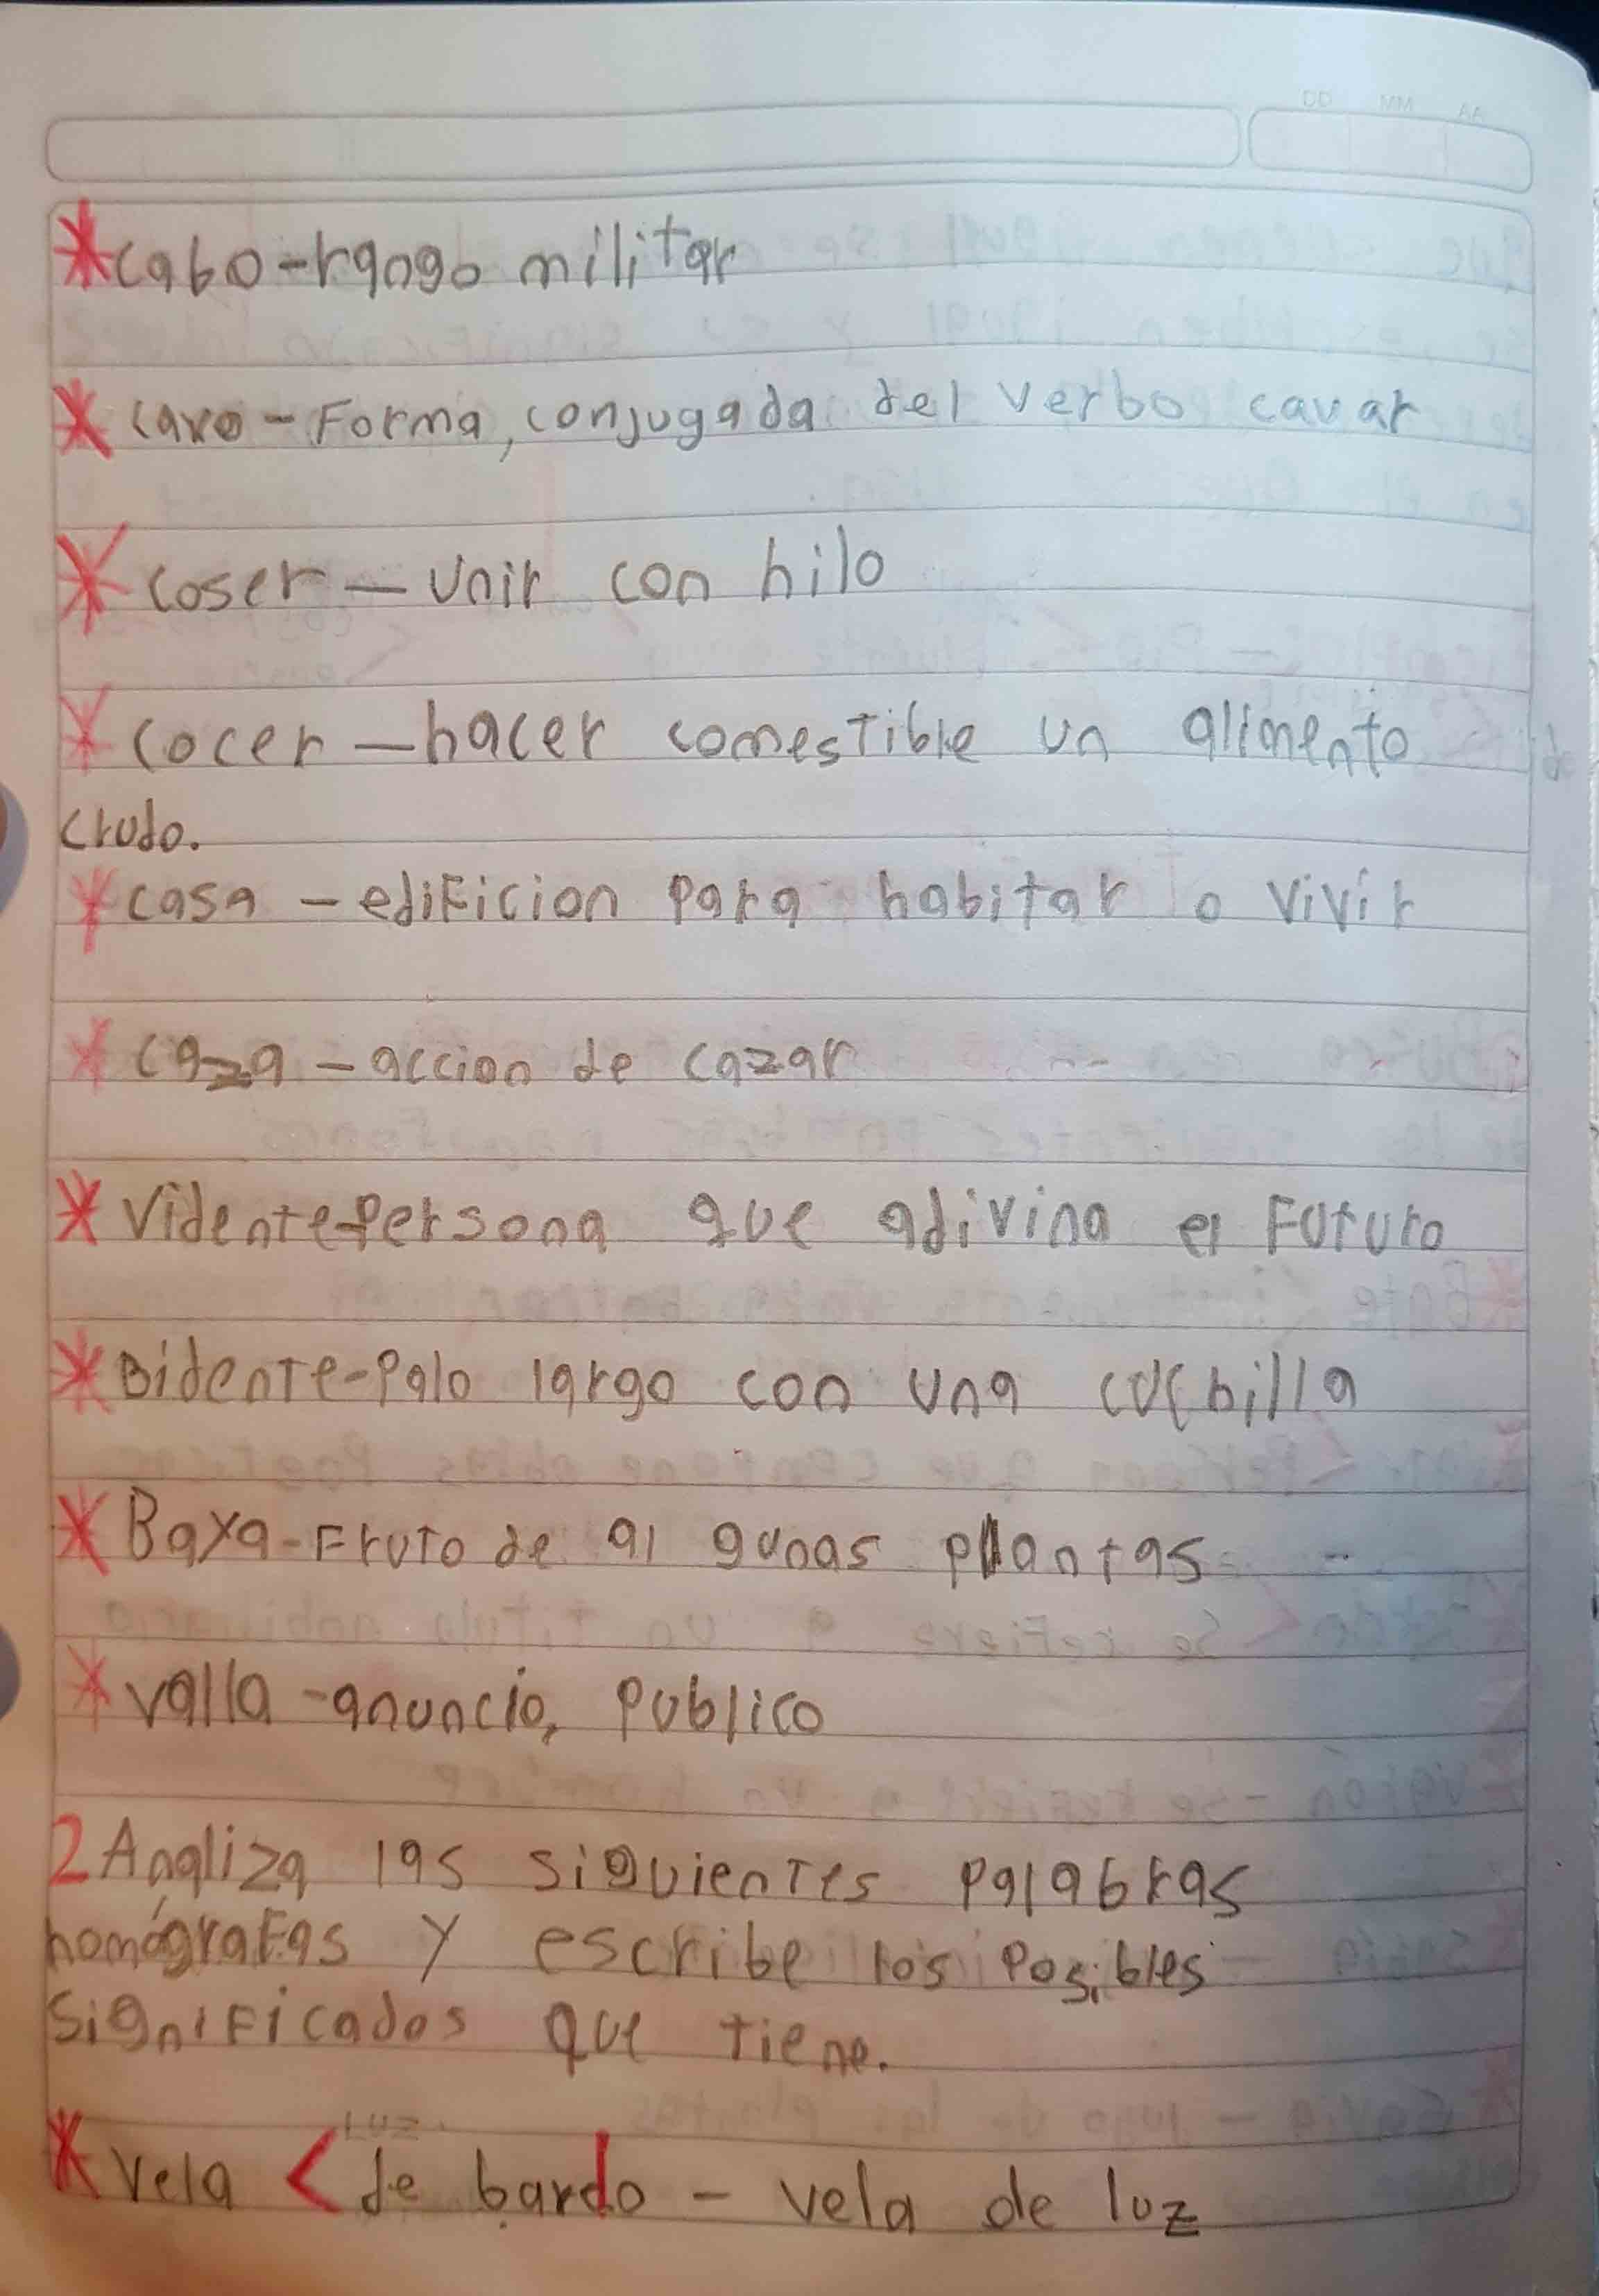 DD MM AA
*cabo-rango militar
*cavo-Forma, conjugada del verbo cavar
*coser-Unir con hilo
*cocer-hacer comestible un alimento
crudo.
*casa-edificion para habitar o vivir
*caza-accion de cazar
*Vidente-Persona que adivina el Futuro
*Bidente-Palo largo con una cuchilla
*Baya-Fruto de al gunas plantas
*valla-anuncio, Publico
2 Analiza las siguientes palabras
homógrafas y escribe los Posibles
significados que tiene.
LUZ
*Vela < de bardo - vela de luz